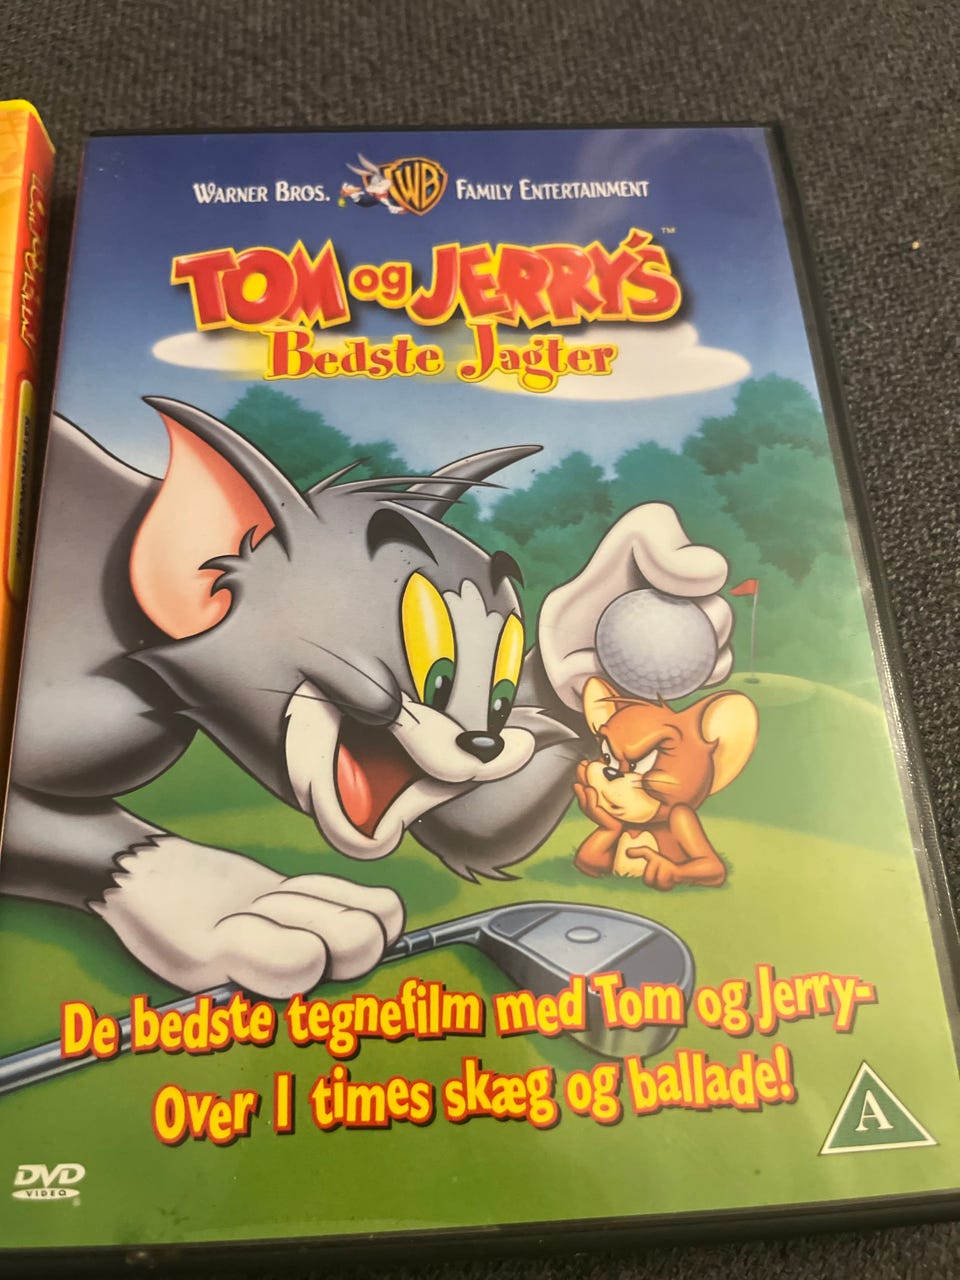 WARNER BROS. WB FAMILY ENTERTAINMENT
TOM og JERRY'S™
Bedste Jagter
De bedste tegnefilm med Tom og Jerry-
Over 1 times skæg og ballade!
A
DVD
VIDEO